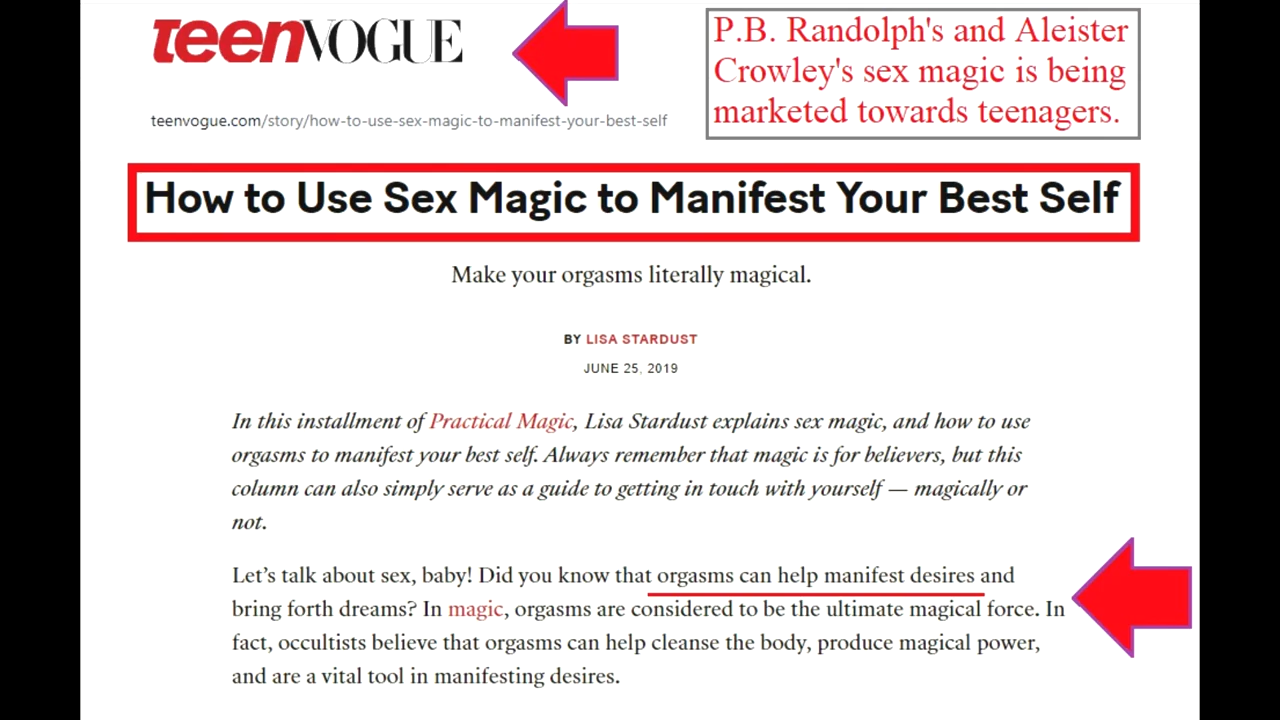 teenVOGUE
P.B. Randolph's and Aleister
Crowley's sex magic is being
marketed towards teenagers.
teenvogue.com/story/how-to-use-sex-magic-to-manifest-your-best-self
How to Use Sex Magic to Manifest Your Best Self
Make your orgasms literally magical.
BY LISA STARDUST
JUNE 25, 2019
In this installment of Practical Magic, Lisa Stardust explains sex magic, and how to use
orgasms to manifest your best self. Always remember that magic is for believers, but this
column can also simply serve as a guide to getting in touch with yourself — magically or
not.
Let's talk about sex, baby! Did you know that orgasms can help manifest desires and
bring forth dreams? In magic, orgasms are considered to be the ultimate magical force. In
fact, occultists believe that orgasms can help cleanse the body, produce magical power,
and are a vital tool in manifesting desires.